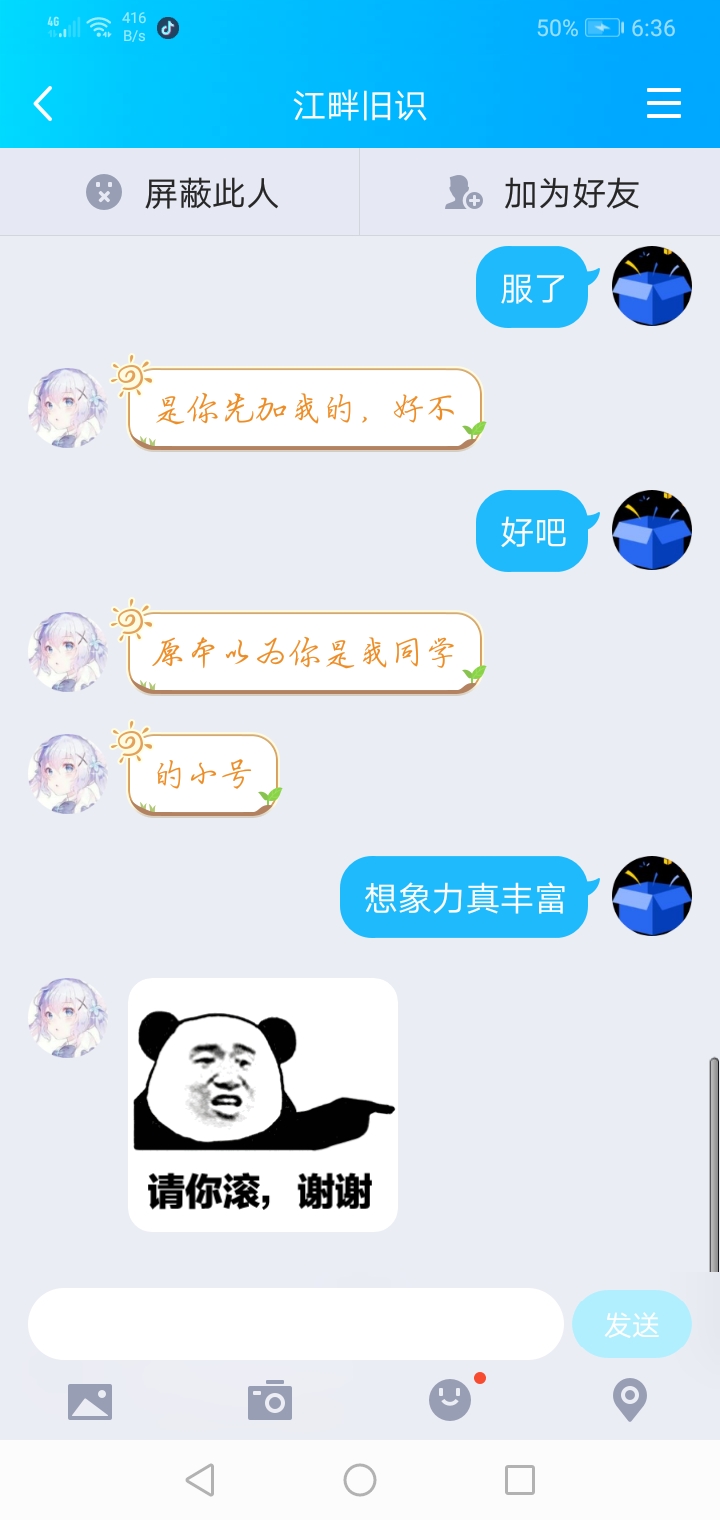 4G 416 B/s 50% 6:36
江畔旧识
屏蔽此人 加为好友
服了
是你先加我的，好不
好吧
原本以为你是我同学
的小号
想象力真丰富
请你滚，谢谢
发送